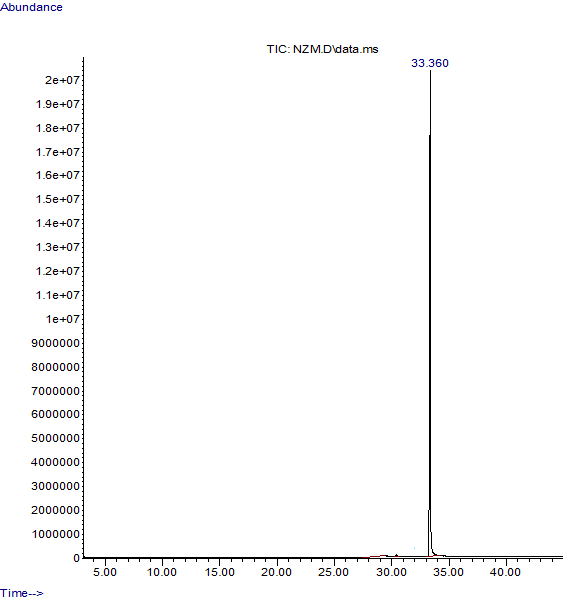 Abundance
TIC: NZM.D\data.ms
33.360
2e+07
1.9e+07
1.8e+07
1.7e+07
1.6e+07
1.5e+07
1.4e+07
1.3e+07
1.2e+07
1.1e+07
1e+07
9000000
8000000
7000000
6000000
5000000
4000000
3000000
2000000
1000000
0
5.00 10.00 15.00 20.00 25.00 30.00 35.00 40.00
Time-->